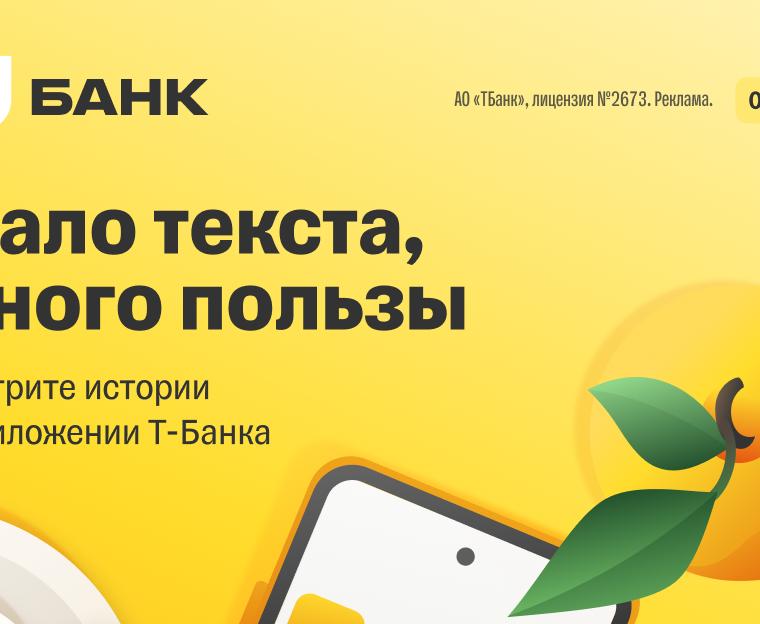 БАНК
АО «ТБанк», лицензия №2673. Реклама.
ало текста,
ного пользы
трите истории
иложении Т-Банка